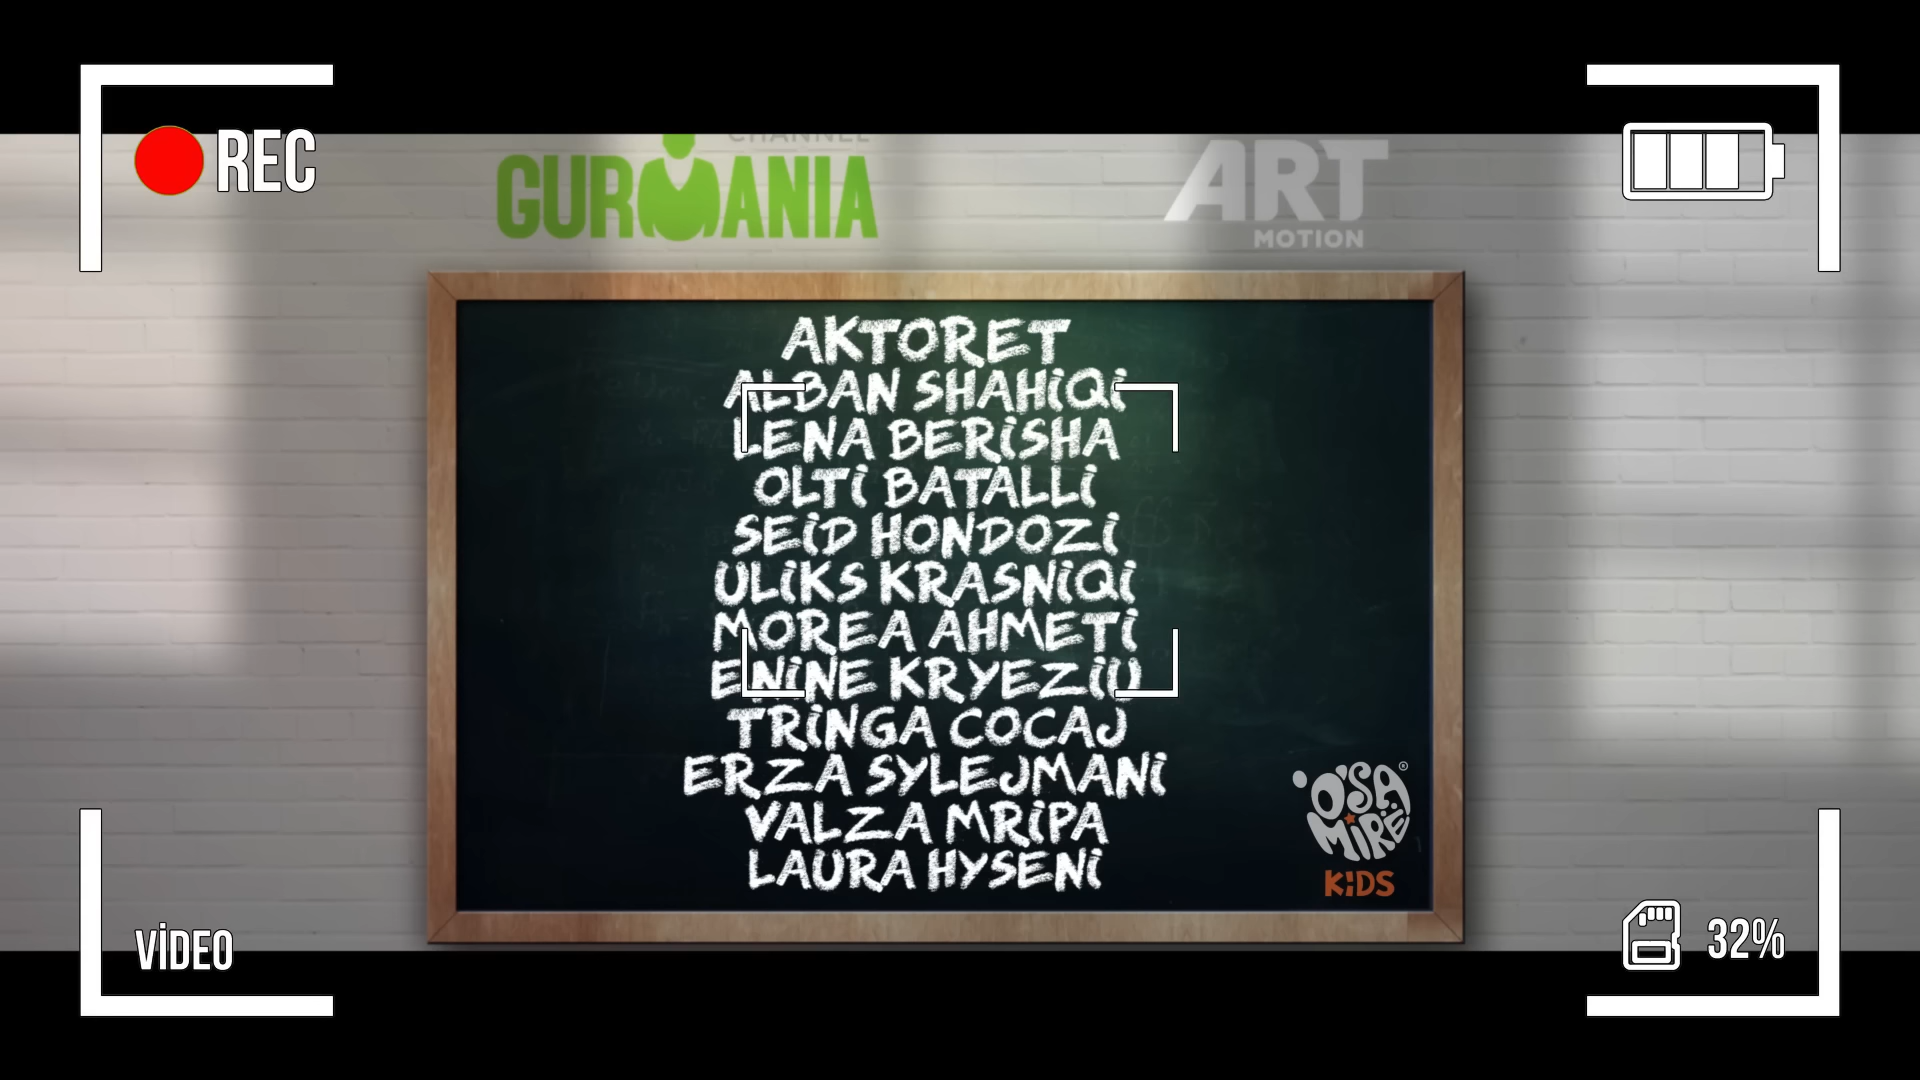 REC
CHANNEL
GURMANIA
ART
MOTION
AKTORET
ALBAN SHAHiQi
LENA BERiSHA
OLTi BATALLi
SEiD HONDOZi
ULiKS KRASNiQi
MOREA AHMETi
ENiNE KRYEZiU
TRiNGA COCAJ
ERZA SYLEJMANi
VALZA MRiPA
LAURA HYSENi
O'SA
MiRË
®
KiDS
VİDEO
32%